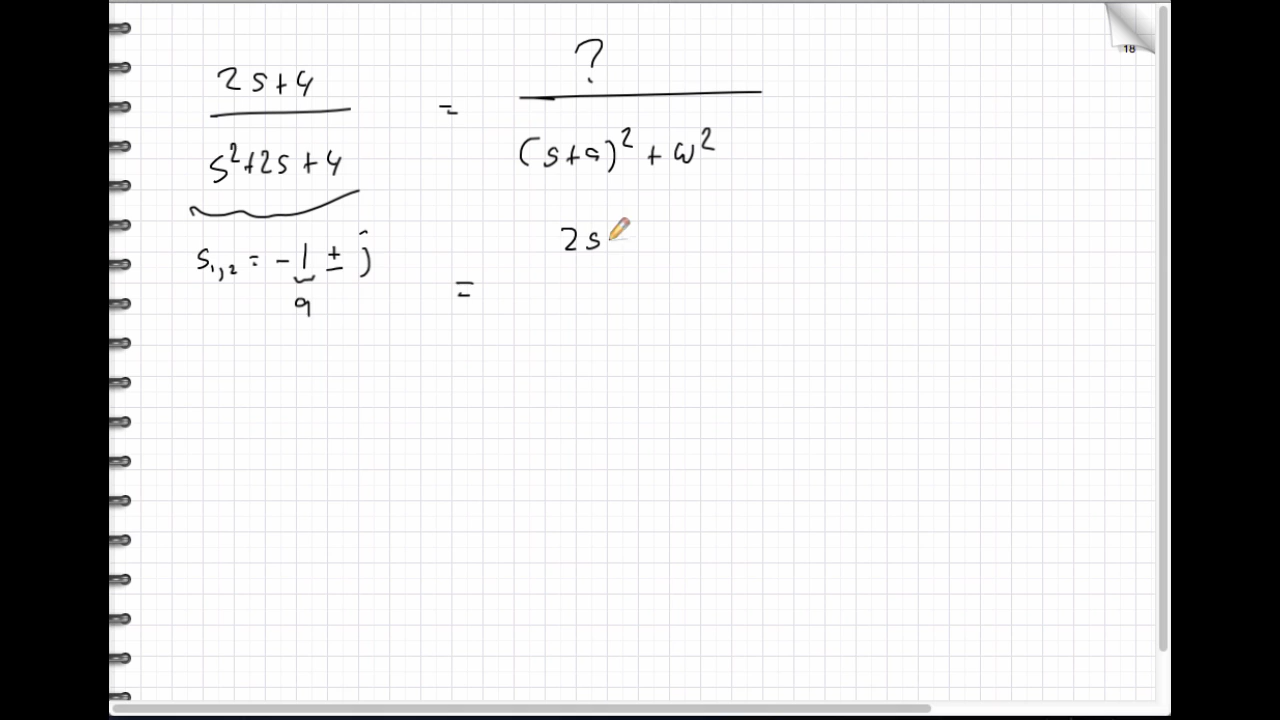 2s+4 / s²+2s+4 = ? / (s+a)² + ω²
s₁,₂ = -1 ± j
a
= 2s
18